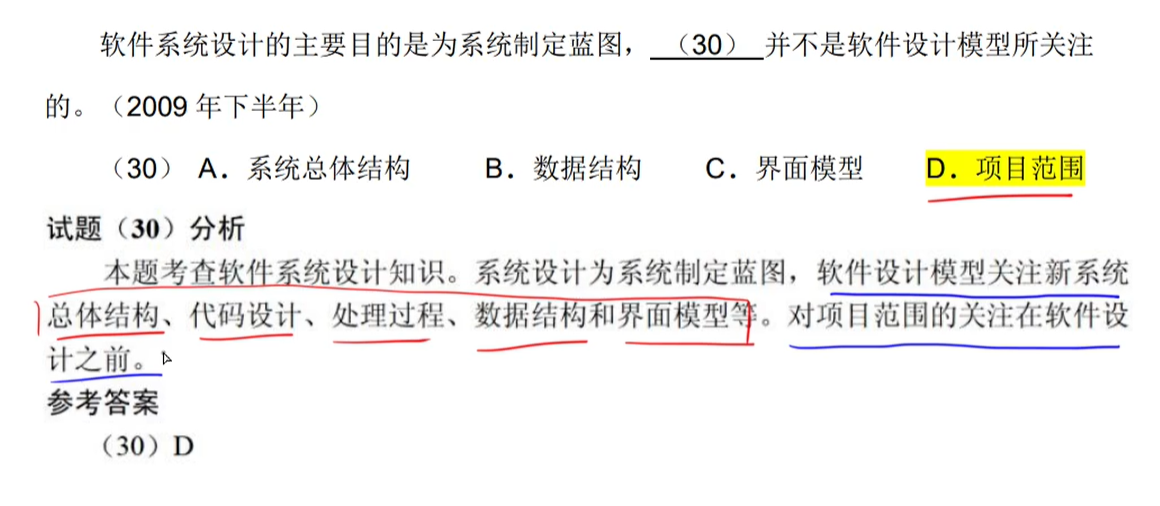 软件系统设计的主要目的是为系统制定蓝图，（30）并不是软件设计模型所关注
的。（2009 年下半年）
（30） A．系统总体结构 B．数据结构 C．界面模型 D．项目范围
试题（30）分析
本题考查软件系统设计知识。系统设计为系统制定蓝图，软件设计模型关注新系统
总体结构、代码设计、处理过程、数据结构和界面模型等。对项目范围的关注在软件设
计之前。
参考答案
（30）D